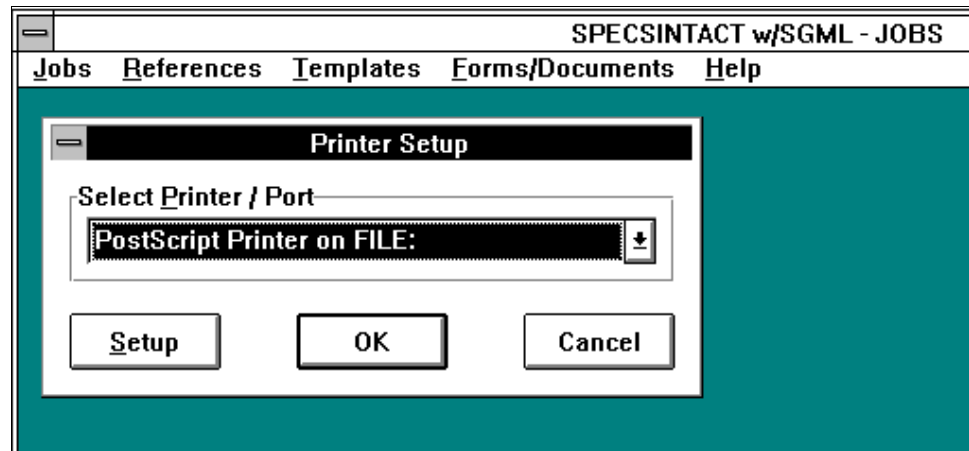 SPECSINTACT w/SGML - JOBS
Jobs References Templates Forms/Documents Help
Printer Setup
Select Printer / Port
PostScript Printer on FILE:
Setup OK Cancel